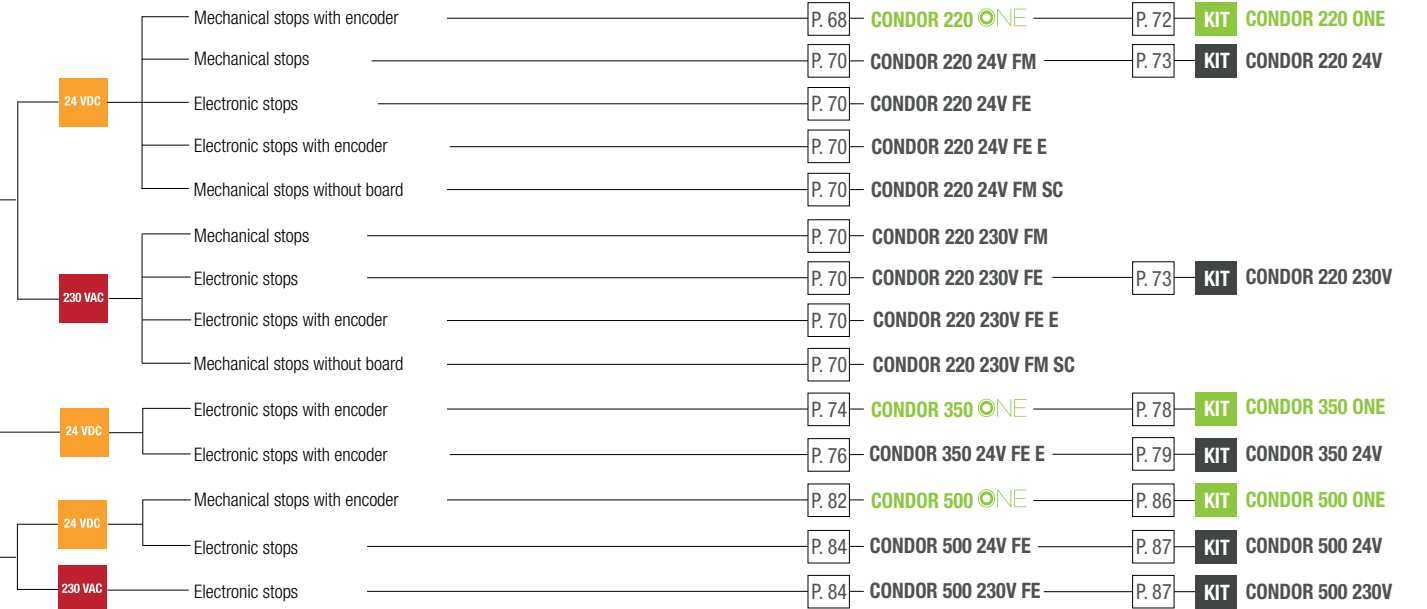 Mechanical stops with encoder P. 68 CONDOR 220 ONE P. 72 KIT CONDOR 220 ONE
Mechanical stops P. 70 CONDOR 220 24V FM P. 73 KIT CONDOR 220 24V
24 VDC Electronic stops P. 70 CONDOR 220 24V FE
Electronic stops with encoder P. 70 CONDOR 220 24V FE E
Mechanical stops without board P. 70 CONDOR 220 24V FM SC
Mechanical stops P. 70 CONDOR 220 230V FM
Electronic stops P. 70 CONDOR 220 230V FE P. 73 KIT CONDOR 220 230V
230 VAC
Electronic stops with encoder P. 70 CONDOR 220 230V FE E
Mechanical stops without board P. 70 CONDOR 220 230V FM SC
Electronic stops with encoder P. 74 CONDOR 350 ONE P. 78 KIT CONDOR 350 ONE
24 VDC
Electronic stops with encoder P. 76 CONDOR 350 24V FE E P. 79 KIT CONDOR 350 24V
Mechanical stops with encoder P. 82 CONDOR 500 ONE P. 86 KIT CONDOR 500 ONE
24 VDC
Electronic stops P. 84 CONDOR 500 24V FE P. 87 KIT CONDOR 500 24V
230 VAC Electronic stops P. 84 CONDOR 500 230V FE P. 87 KIT CONDOR 500 230V